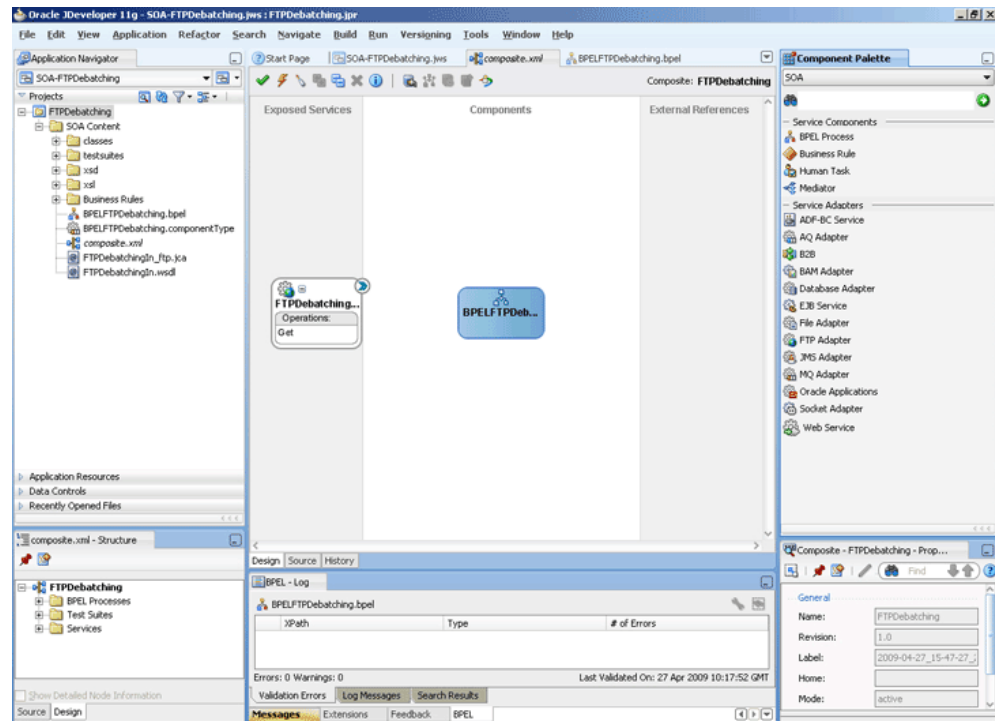 Oracle JDeveloper 11g - SOA-FTPDebatching.jws : FTPDebatching.jpr
File Edit View Application Refactor Search Navigate Build Run Versigning Tools Window Help
Application Navigator
SOA-FTPDebatching
Projects
FTPDebatching
SOA Content
classes
testsuites
xsd
xsl
Business Rules
BPELFTPDebatching.bpel
BPELFTPDebatching.componentType
composite.xml
FTPDebatchingIn_ftp.jca
FTPDebatchingIn.wsdl
Application Resources
Data Controls
Recently Opened Files
composite.xml - Structure
FTPDebatching
BPEL Processes
Test Suites
Services
Show Detailed Node Information
Source Design
Start Page SOA-FTPDebatching.jws composite.xml BPELFTPDebatching.bpel
Composite: FTPDebatching
Exposed Services Components External References
FTPDebatching...
Operations:
Get
BPELFTPDeb...
Design Source History
BPEL - Log
BPELFTPDebatching.bpel
XPath Type # of Errors
Errors: 0 Warnings: 0 Last Validated On: 27 Apr 2009 10:17:52 GMT
Validation Errors Log Messages Search Results
Messages Extensions Feedback BPEL
Component Palette
SOA
Service Components
BPEL Process
Business Rule
Human Task
Mediator
Service Adapters
ADF-BC Service
AQ Adapter
B2B
BAM Adapter
Database Adapter
EJB Service
File Adapter
FTP Adapter
JMS Adapter
MQ Adapter
Oracle Applications
Socket Adapter
Web Service
Composite - FTPDebatching - Prop...
Find
General
Name: FTPDebatching
Revision: 1.0
Label: 2009-04-27_15-47-27_
Home:
Mode: active